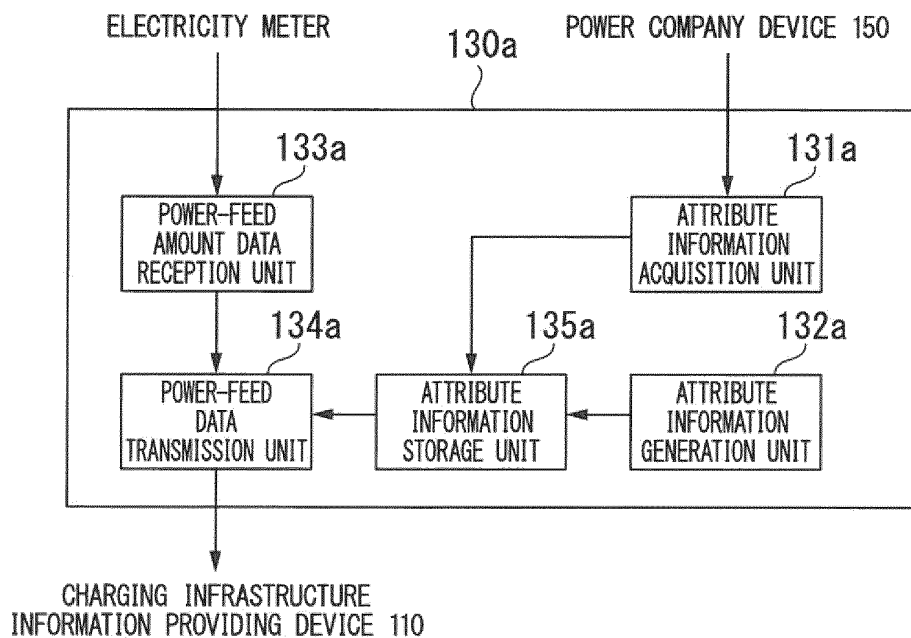 ELECTRICITY METER
POWER COMPANY DEVICE 150
130a
133a
131a
POWER-FEED
AMOUNT DATA
RECEPTION UNIT
ATTRIBUTE
INFORMATION
ACQUISITION UNIT
134a
135a
132a
POWER-FEED
DATA
TRANSMISSION UNIT
ATTRIBUTE
INFORMATION
STORAGE UNIT
ATTRIBUTE
INFORMATION
GENERATION UNIT
CHARGING INFRASTRUCTURE
INFORMATION PROVIDING DEVICE 110